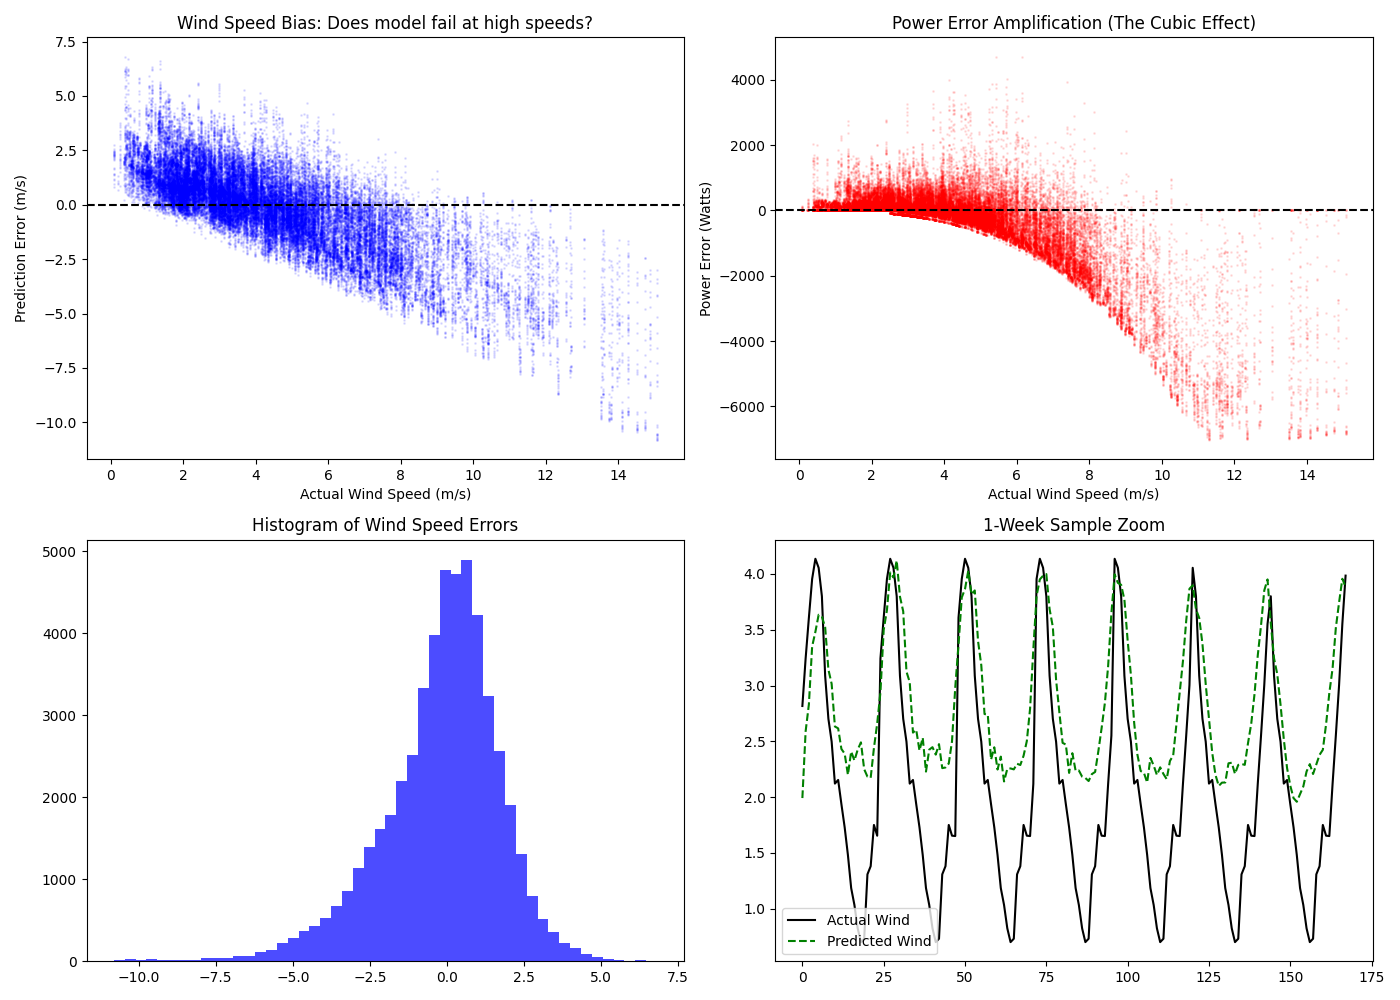 Wind Speed Bias: Does model fail at high speeds?
7.5
5.0
2.5
0.0
−2.5
−5.0
−7.5
−10.0
Prediction Error (m/s)
0 2 4 6 8 10 12 14
Actual Wind Speed (m/s)
Power Error Amplification (The Cubic Effect)
4000
2000
0
−2000
−4000
−6000
Power Error (Watts)
0 2 4 6 8 10 12 14
Actual Wind Speed (m/s)
Histogram of Wind Speed Errors
5000
4000
3000
2000
1000
0
−10.0 −7.5 −5.0 −2.5 0.0 2.5 5.0 7.5
1-Week Sample Zoom
4.0
3.5
3.0
2.5
2.0
1.5
1.0
Actual Wind
Predicted Wind
0 25 50 75 100 125 150 175